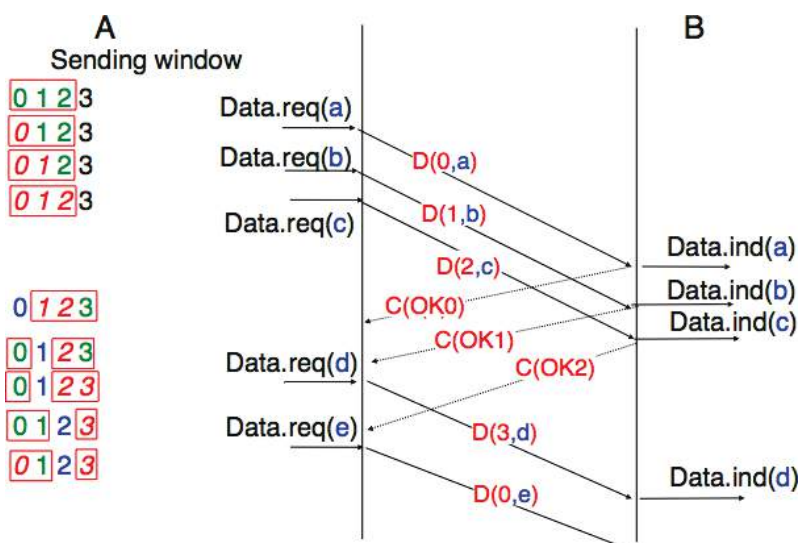 A
B
Sending window
0 1 2 3
Data.req(a)
0 1 2 3
Data.req(b)
D(0,a)
0 1 2 3
0 1 2 3
D(1,b)
Data.req(c)
Data.ind(a)
D(2,c)
Data.ind(b)
0 1 2 3
C(OK0)
Data.ind(c)
C(OK1)
0 1 2 3
Data.req(d)
C(OK2)
0 1 2 3
0 1 2 3
Data.req(e)
D(3,d)
0 1 2 3
Data.ind(d)
D(0,e)